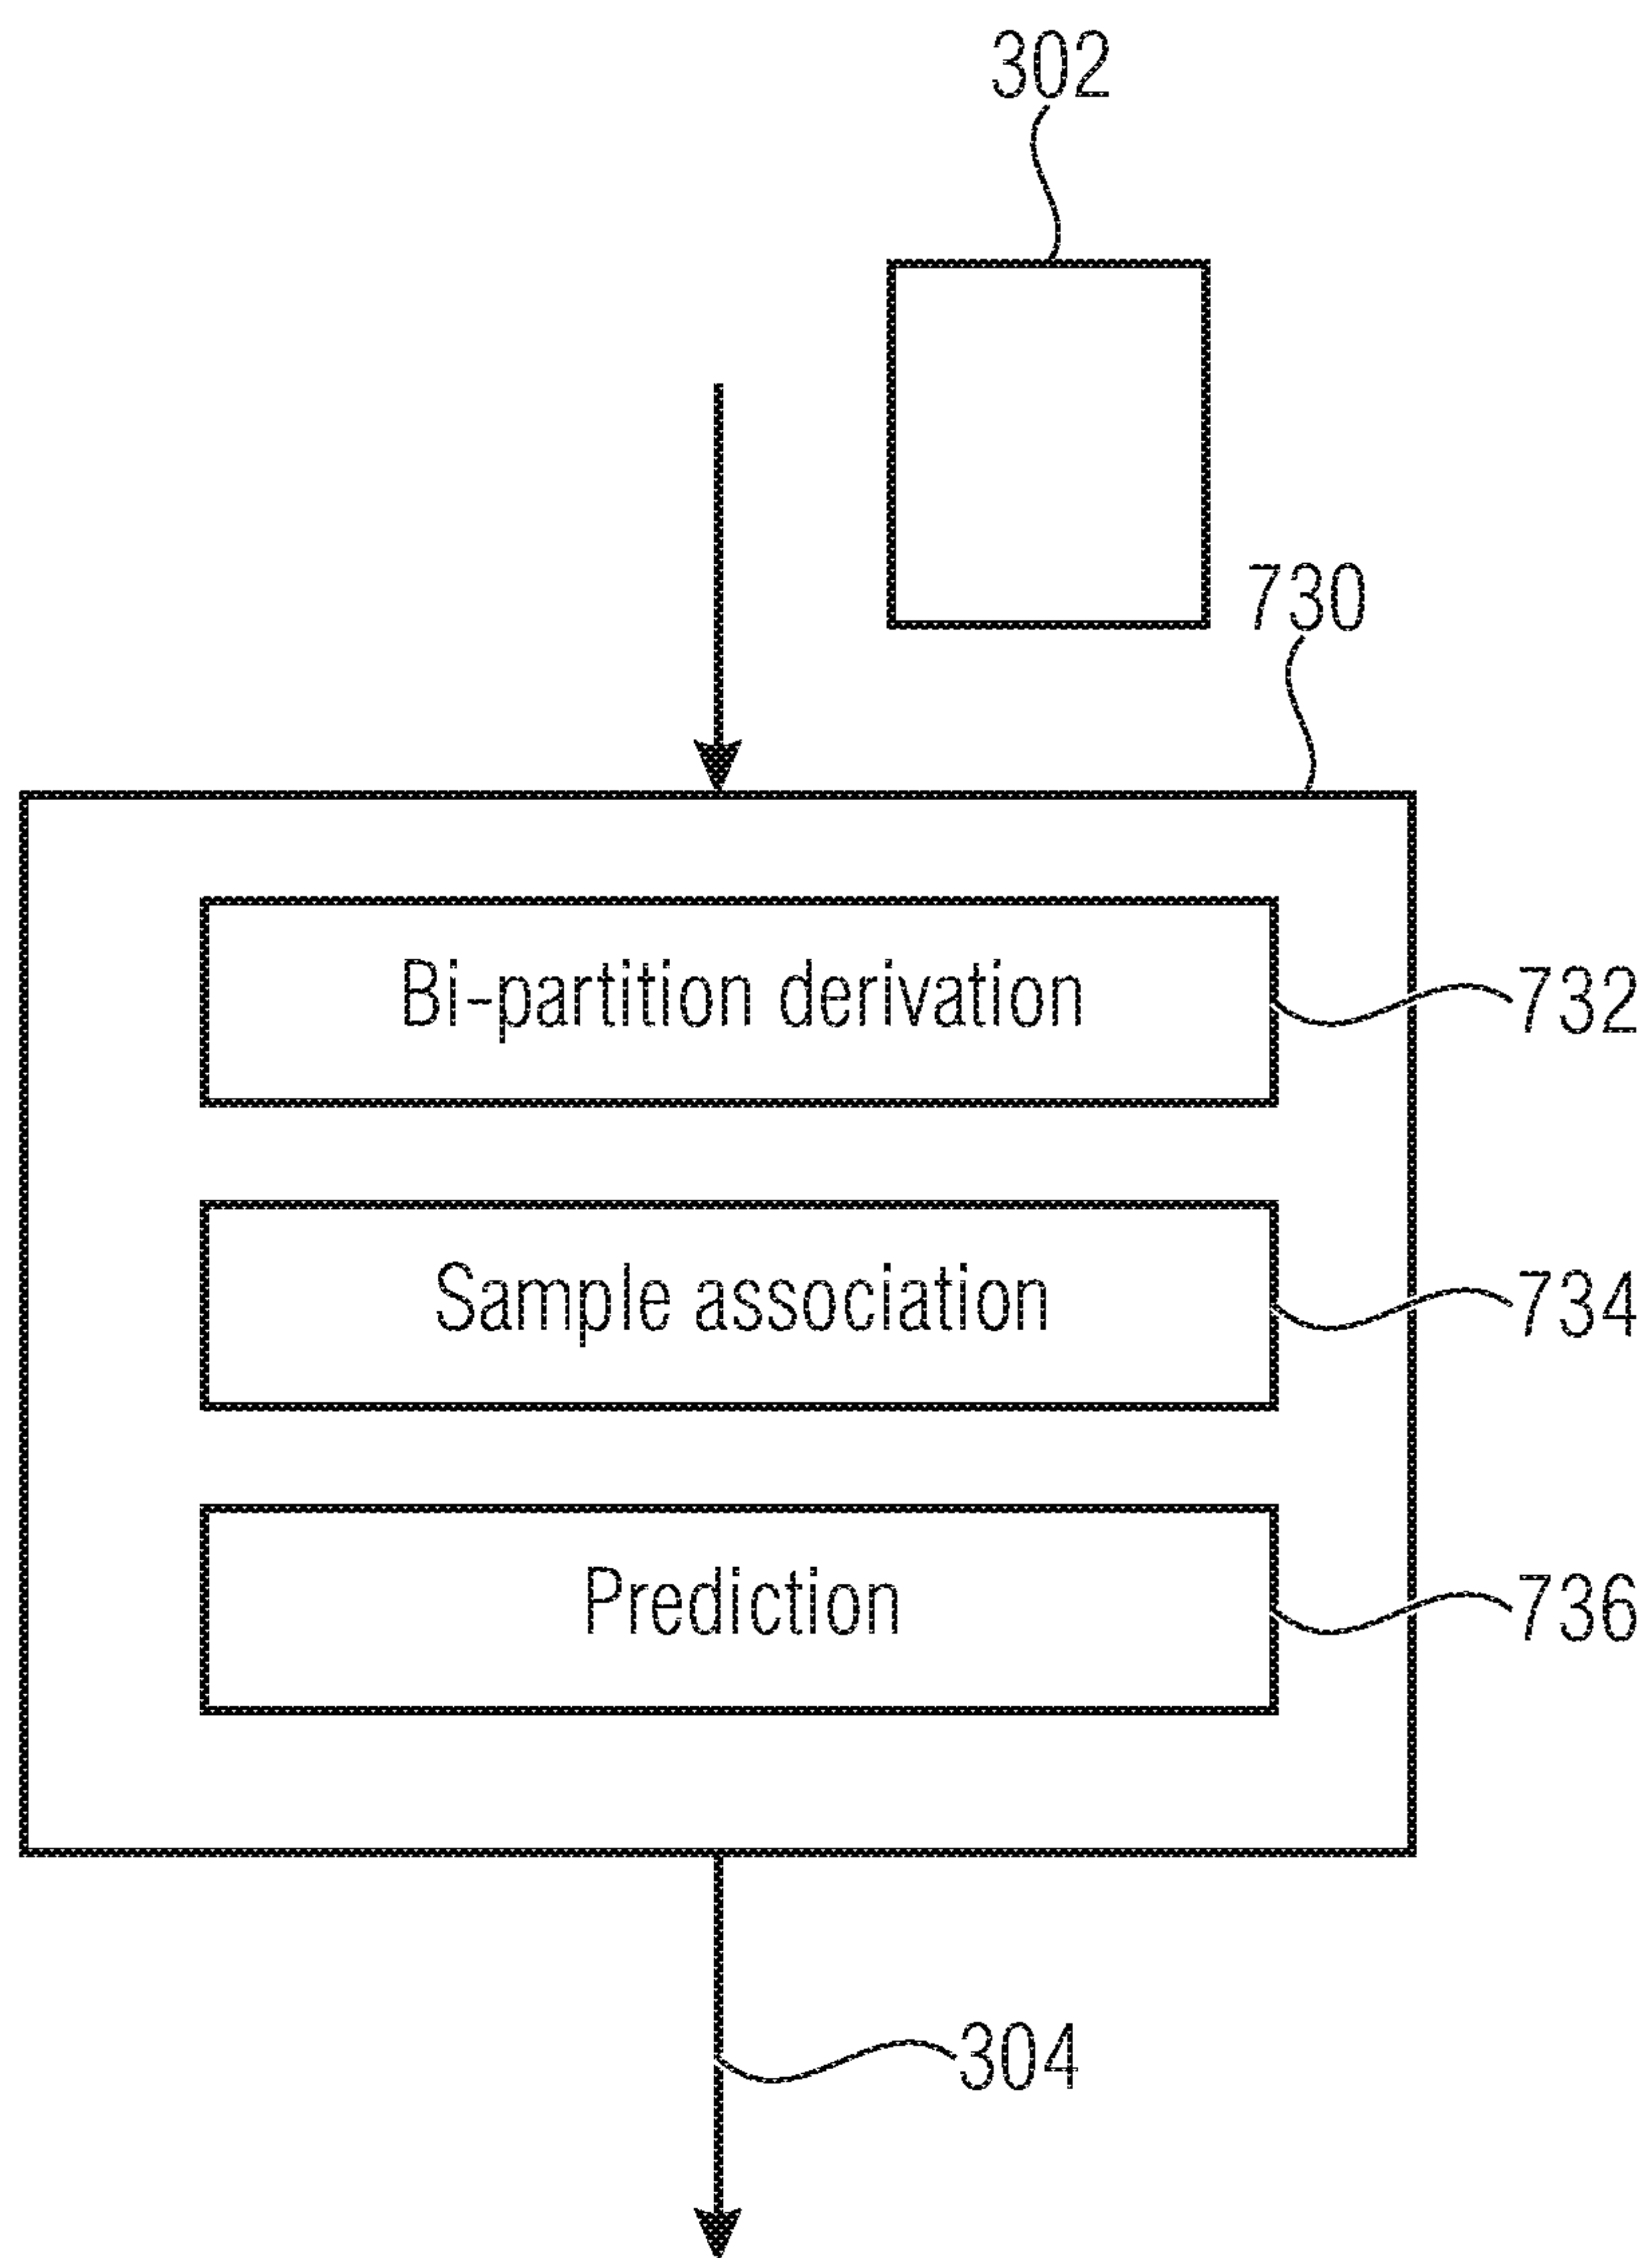 302
730
Bi-partition derivation
732
Sample association
734
Prediction
736
304